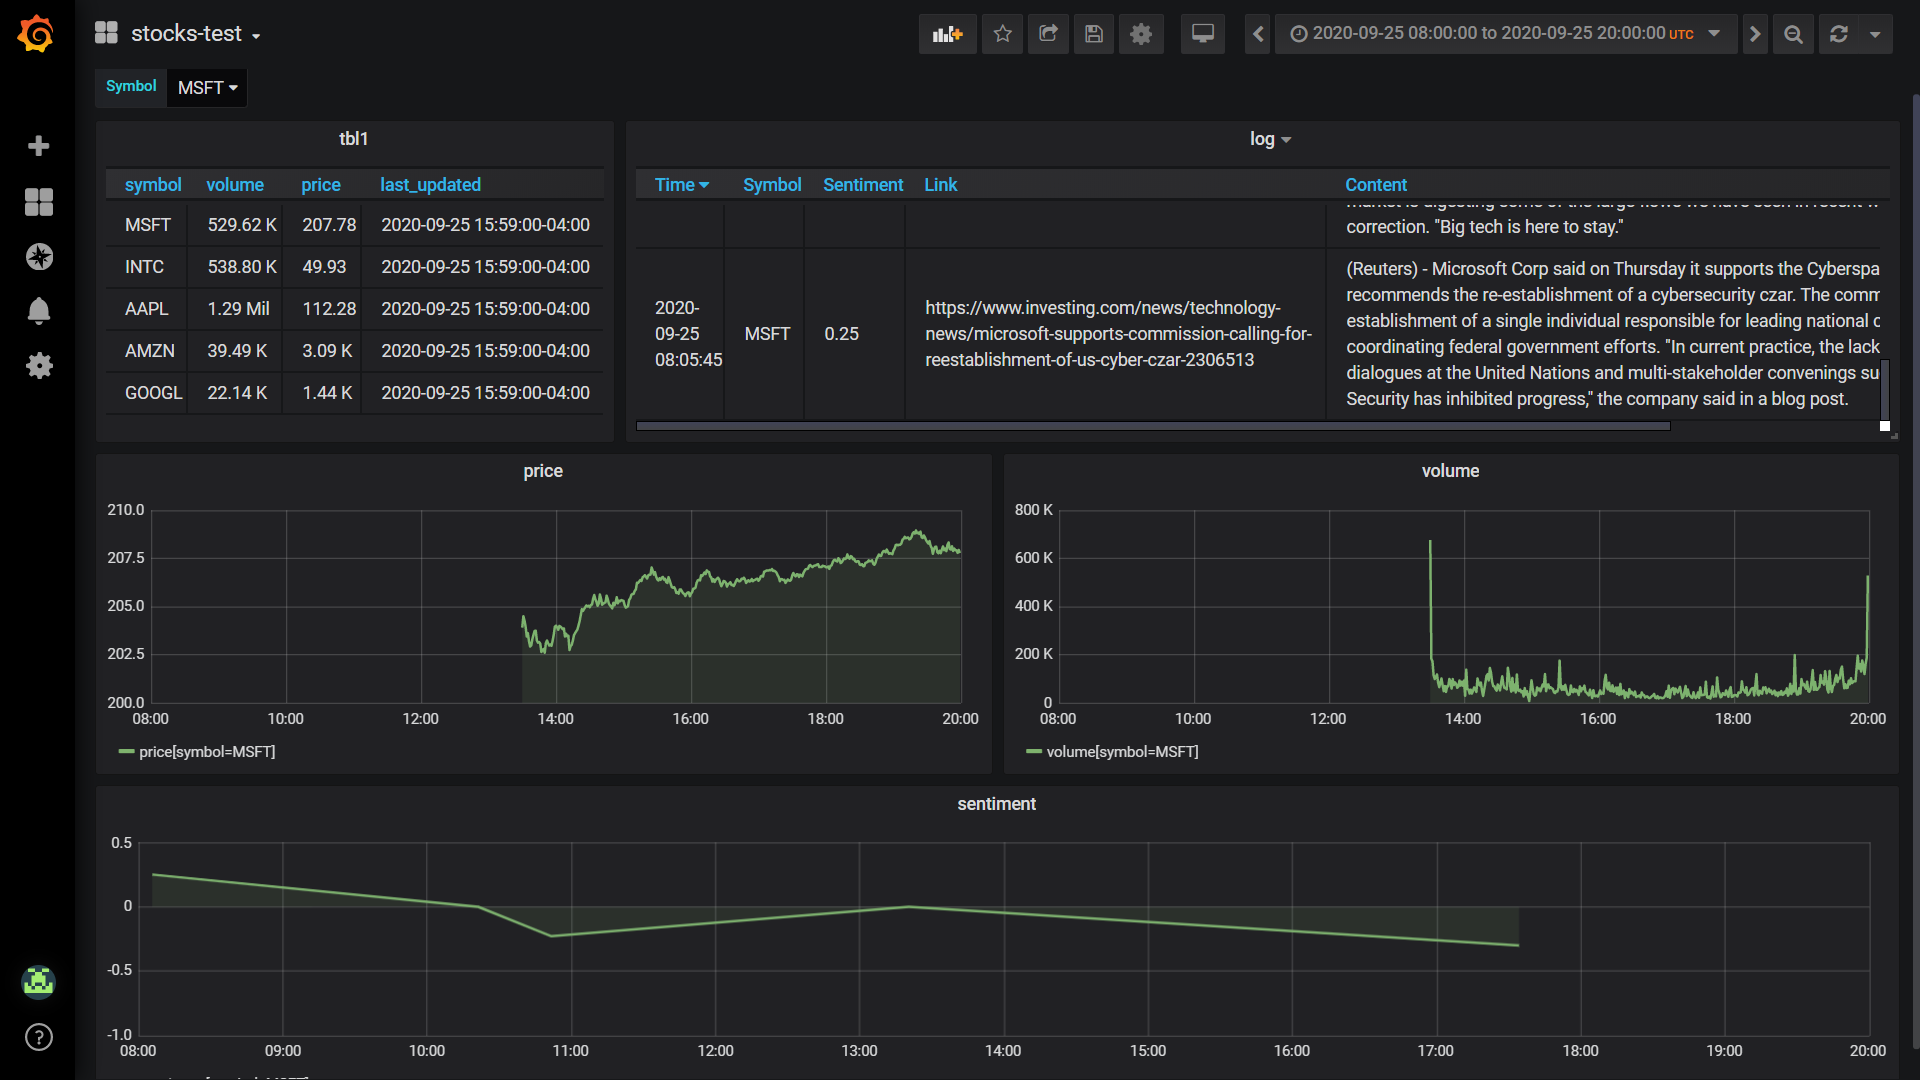 stocks-test
2020-09-25 08:00:00 to 2020-09-25 20:00:00 UTC
Symbol MSFT
tbl1
symbol volume price last_updated
MSFT 529.62 K 207.78 2020-09-25 15:59:00-04:00
INTC 538.80 K 49.93 2020-09-25 15:59:00-04:00
AAPL 1.29 Mil 112.28 2020-09-25 15:59:00-04:00
AMZN 39.49 K 3.09 K 2020-09-25 15:59:00-04:00
GOOGL 22.14 K 1.44 K 2020-09-25 15:59:00-04:00
log
Time Symbol Sentiment Link Content
correction. "Big tech is here to stay."
2020-
09-25
08:05:45
MSFT
0.25
https://www.investing.com/news/technology-
news/microsoft-supports-commission-calling-for-
reestablishment-of-us-cyber-czar-2306513
(Reuters) - Microsoft Corp said on Thursday it supports the Cyberspa
recommends the re-establishment of a cybersecurity czar. The comm
establishment of a single individual responsible for leading national c
coordinating federal government efforts. "In current practice, the lack
dialogues at the United Nations and multi-stakeholder convenings su
Security has inhibited progress," the company said in a blog post.
price
210.0
207.5
205.0
202.5
200.0
08:00 10:00 12:00 14:00 16:00 18:00 20:00
price[symbol=MSFT]
volume
800 K
600 K
400 K
200 K
0
08:00 10:00 12:00 14:00 16:00 18:00 20:00
volume[symbol=MSFT]
sentiment
0.5
0
-0.5
-1.0
08:00 09:00 10:00 11:00 12:00 13:00 14:00 15:00 16:00 17:00 18:00 19:00 20:00